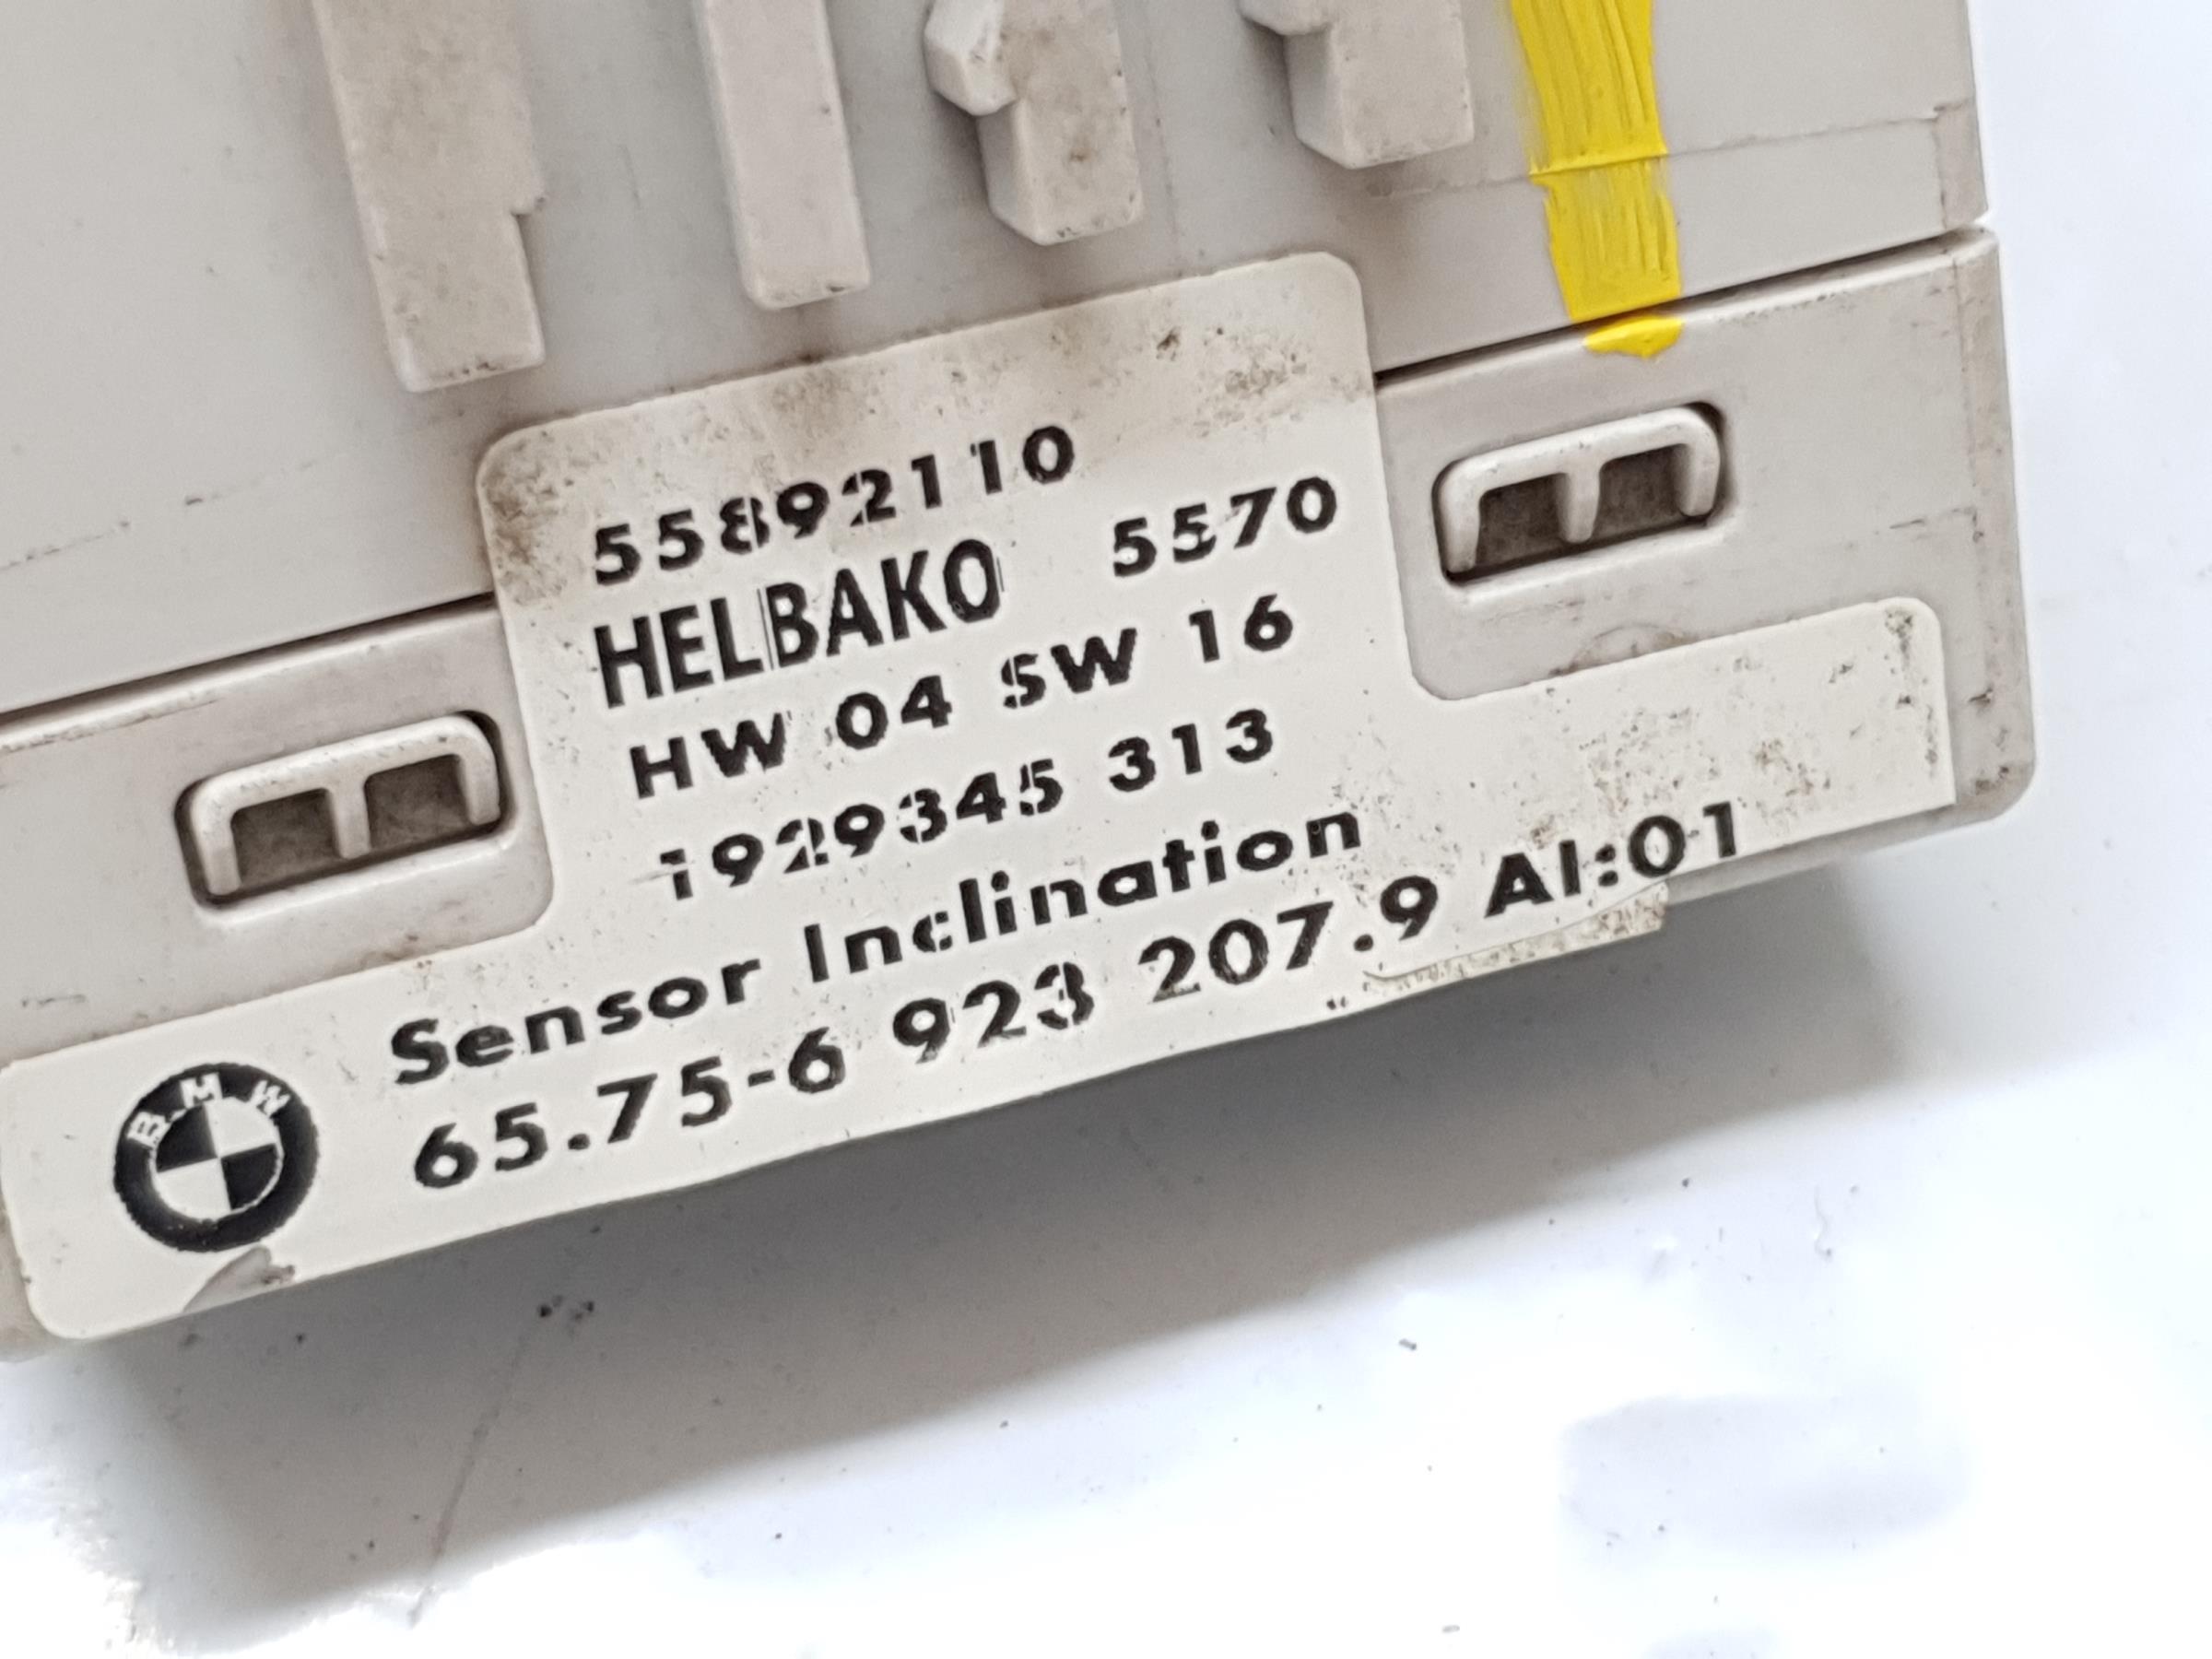 55892110
HELBAKO 5570
HW 04 SW 16
1929345 313
Sensor Inclination
65.75-6 923 207.9 AI:01
BMW